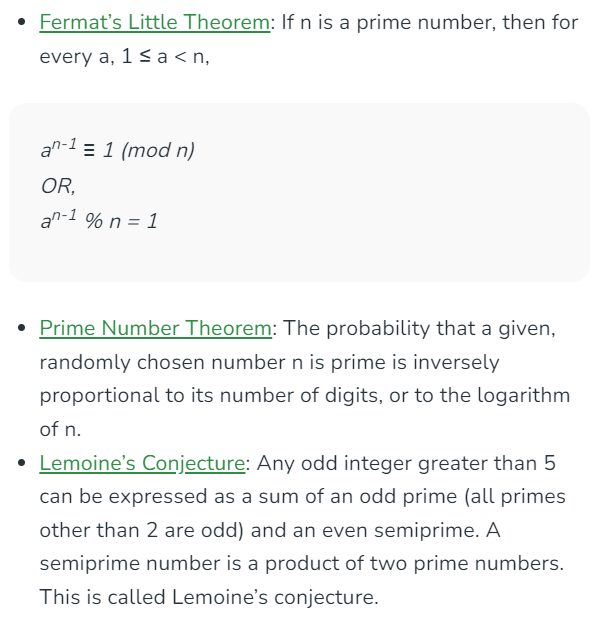 • Fermat's Little Theorem: If n is a prime number, then for
every a, 1 ≤ a < n,
aⁿ⁻¹ ≡ 1 (mod n)
OR,
aⁿ⁻¹ % n = 1
• Prime Number Theorem: The probability that a given,
randomly chosen number n is prime is inversely
proportional to its number of digits, or to the logarithm
of n.
• Lemoine's Conjecture: Any odd integer greater than 5
can be expressed as a sum of an odd prime (all primes
other than 2 are odd) and an even semiprime. A
semiprime number is a product of two prime numbers.
This is called Lemoine's conjecture.